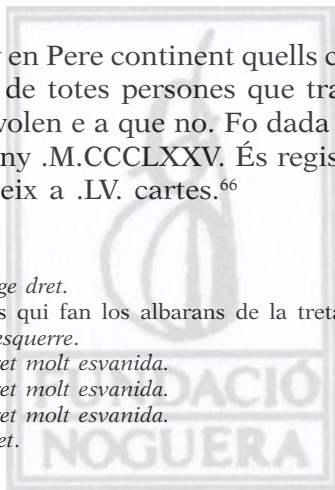 en Pere continent quells c
de totes persones que tra
volen e a que no. Fo dada
ny .M.CCCLXXV. És regis
eix a .LV. cartes.66
ge dret.
s qui fan los albarans de la treta
esquerre.
et molt esvanida.
et molt esvanida.
et molt esvanida.
et.
DACIÓ
NOGUERA